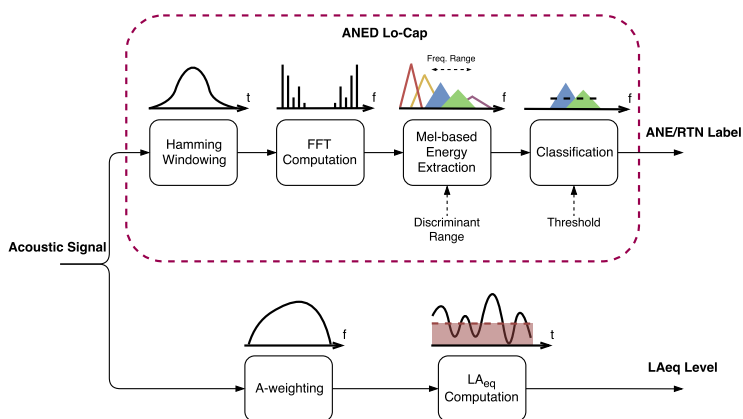 ANED Lo-Cap
Freq. Range
t
f
f
f
Hamming
Windowing
FFT
Computation
Mel-based
Energy
Extraction
Classification
ANE/RTN Label
Discriminant
Range
Threshold
Acoustic Signal
f
t
A-weighting
LAeq
Computation
LAeq Level